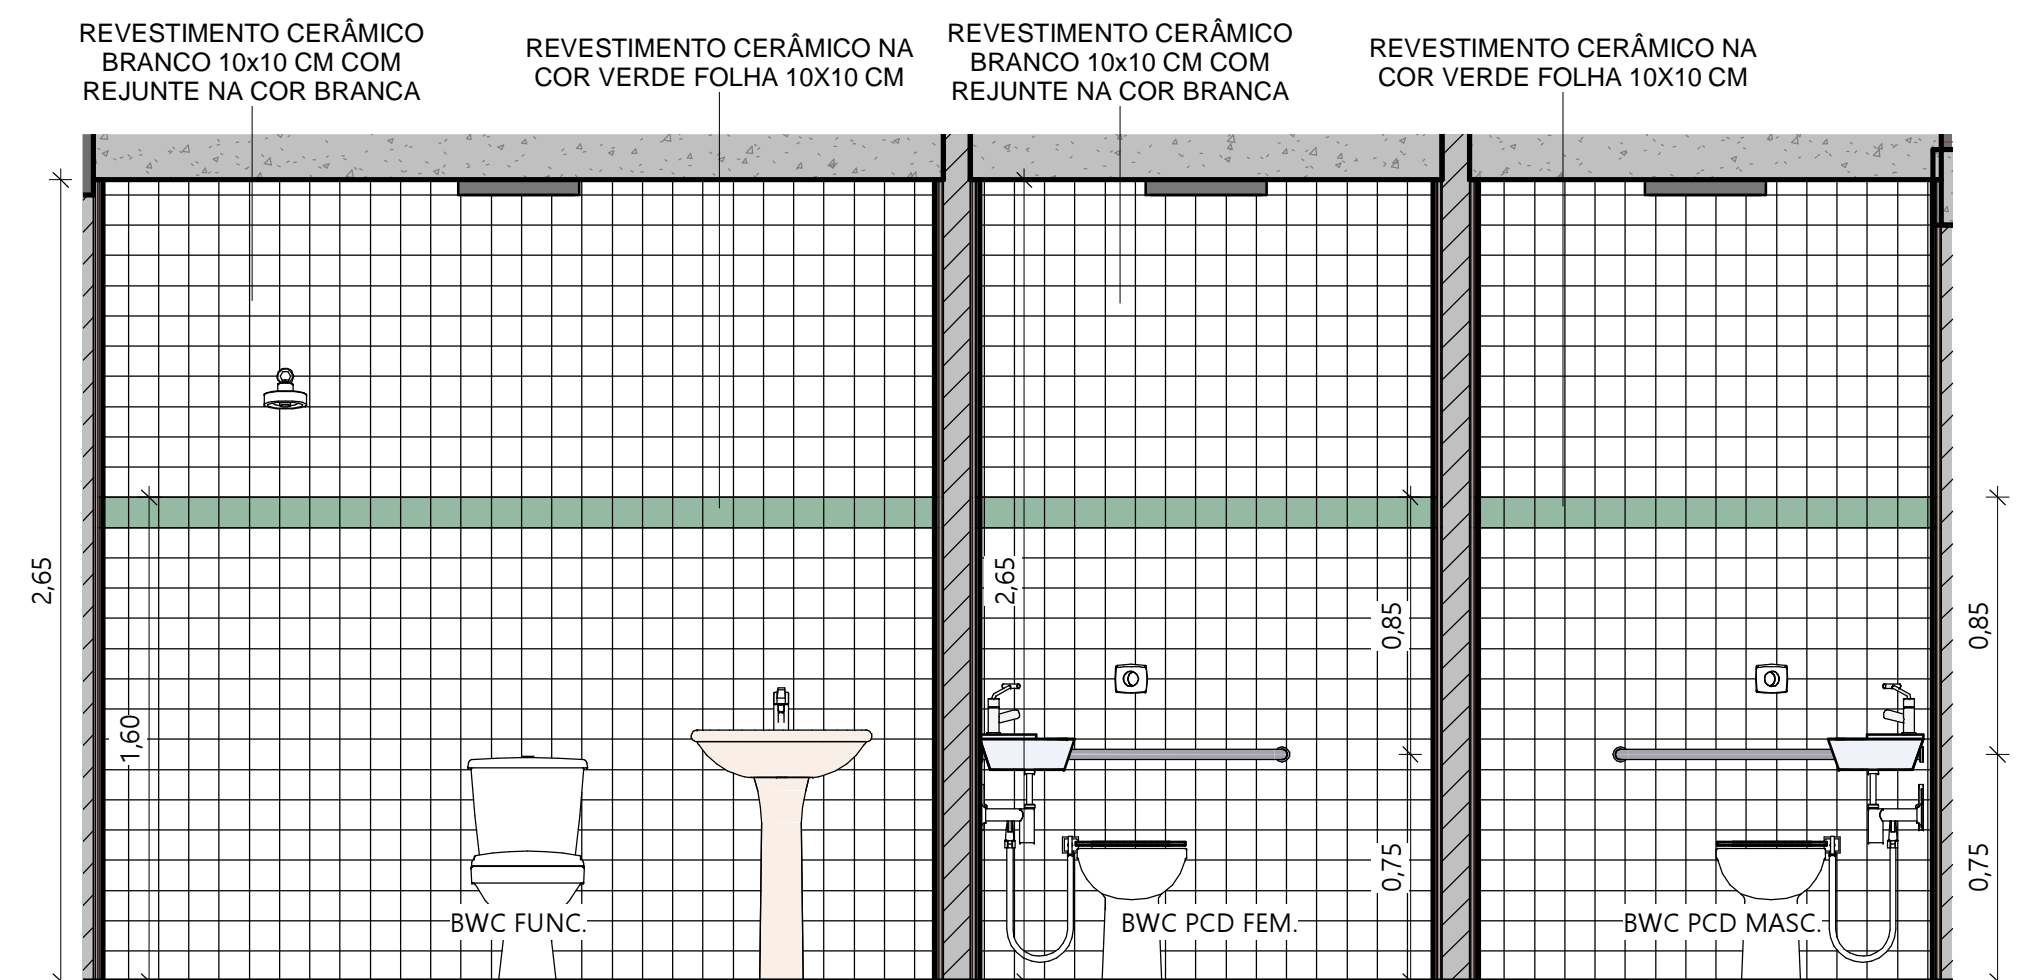 REVESTIMENTO CERÂMICO
BRANCO 10x10 CM COM
REJUNTE NA COR BRANCA
REVESTIMENTO CERÂMICO NA
COR VERDE FOLHA 10X10 CM
REVESTIMENTO CERÂMICO
BRANCO 10x10 CM COM
REJUNTE NA COR BRANCA
REVESTIMENTO CERÂMICO NA
COR VERDE FOLHA 10X10 CM
2,65
1,60
2,65
0,85
0,75
0,85
0,75
BWC FUNC.
BWC PCD FEM.
BWC PCD MASC.